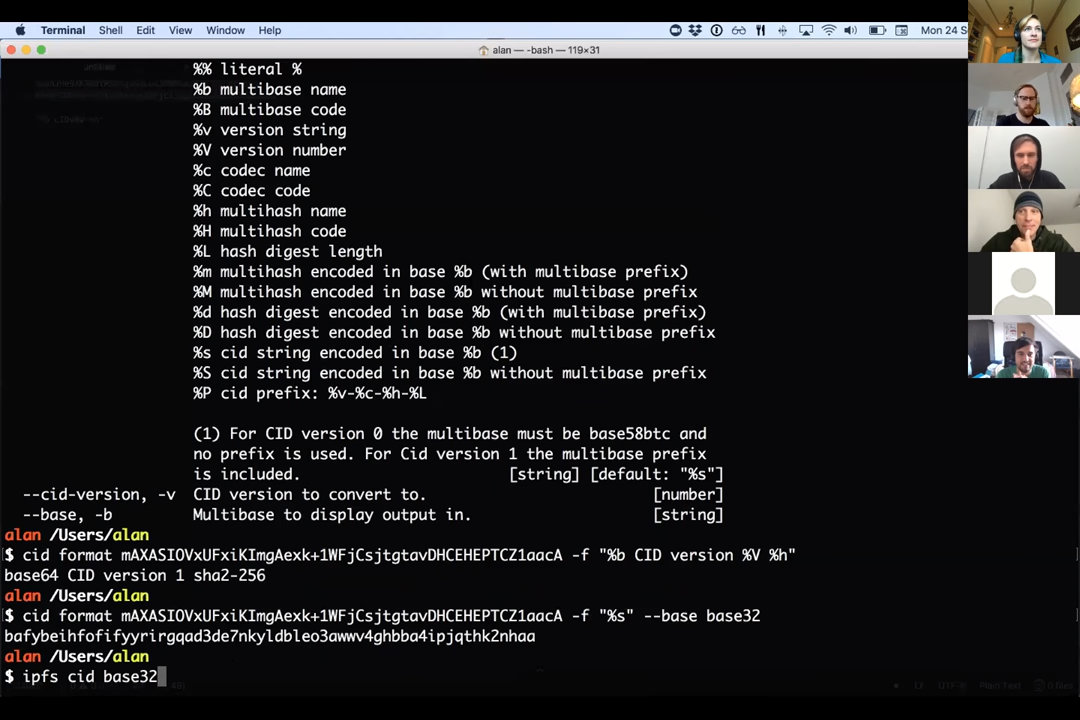 Terminal Shell Edit View Window Help Mon 24 S
alan — -bash — 119×31
%% literal %
%b multibase name
%B multibase code
%v version string
%V version number
%c codec name
%C codec code
%h multihash name
%H multihash code
%L hash digest length
%m multihash encoded in base %b (with multibase prefix)
%M multihash encoded in base %b without multibase prefix
%d hash digest encoded in base %b (with multibase prefix)
%D hash digest encoded in base %b without multibase prefix
%s cid string encoded in base %b (1)
%S cid string encoded in base %b without multibase prefix
%P cid prefix: %v-%c-%h-%L
(1) For CID version 0 the multibase must be base58btc and
no prefix is used. For Cid version 1 the multibase prefix
is included. [string] [default: "%s"]
--cid-version, -v CID version to convert to. [number]
--base, -b Multibase to display output in. [string]
alan /Users/alan
$ cid format mAXASIOVxUFxiKImgAexk+1WFjCsjtgtavDHCEHEPTCZ1aacA -f "%b CID version %V %h"
base64 CID version 1 sha2-256
alan /Users/alan
$ cid format mAXASIOVxUFxiKImgAexk+1WFjCsjtgtavDHCEHEPTCZ1aacA -f "%s" --base base32
bafybeihfofifyyrirgqad3de7nkyldbleo3awwv4ghbba4ipjqthk2nhaa
alan /Users/alan
$ ipfs cid base32
UTF-8 Plain Text 0 files